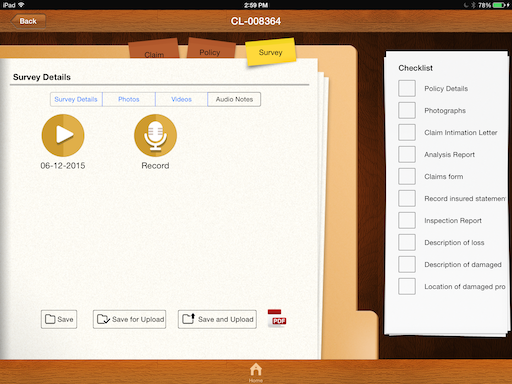 iPad
2:59 PM
78%
Back
CL-008364
Claim
Policy
Survey
Survey Details
Survey Details
Photos
Videos
Audio Notes
06-12-2015
Record
Save
Save for Upload
Save and Upload
PDF
Checklist
Policy Details
Photographs
Claim Intimation Letter
Analysis Report
Claims form
Record insured statement
Inspection Report
Description of loss
Description of damaged
Location of damaged pro
Home